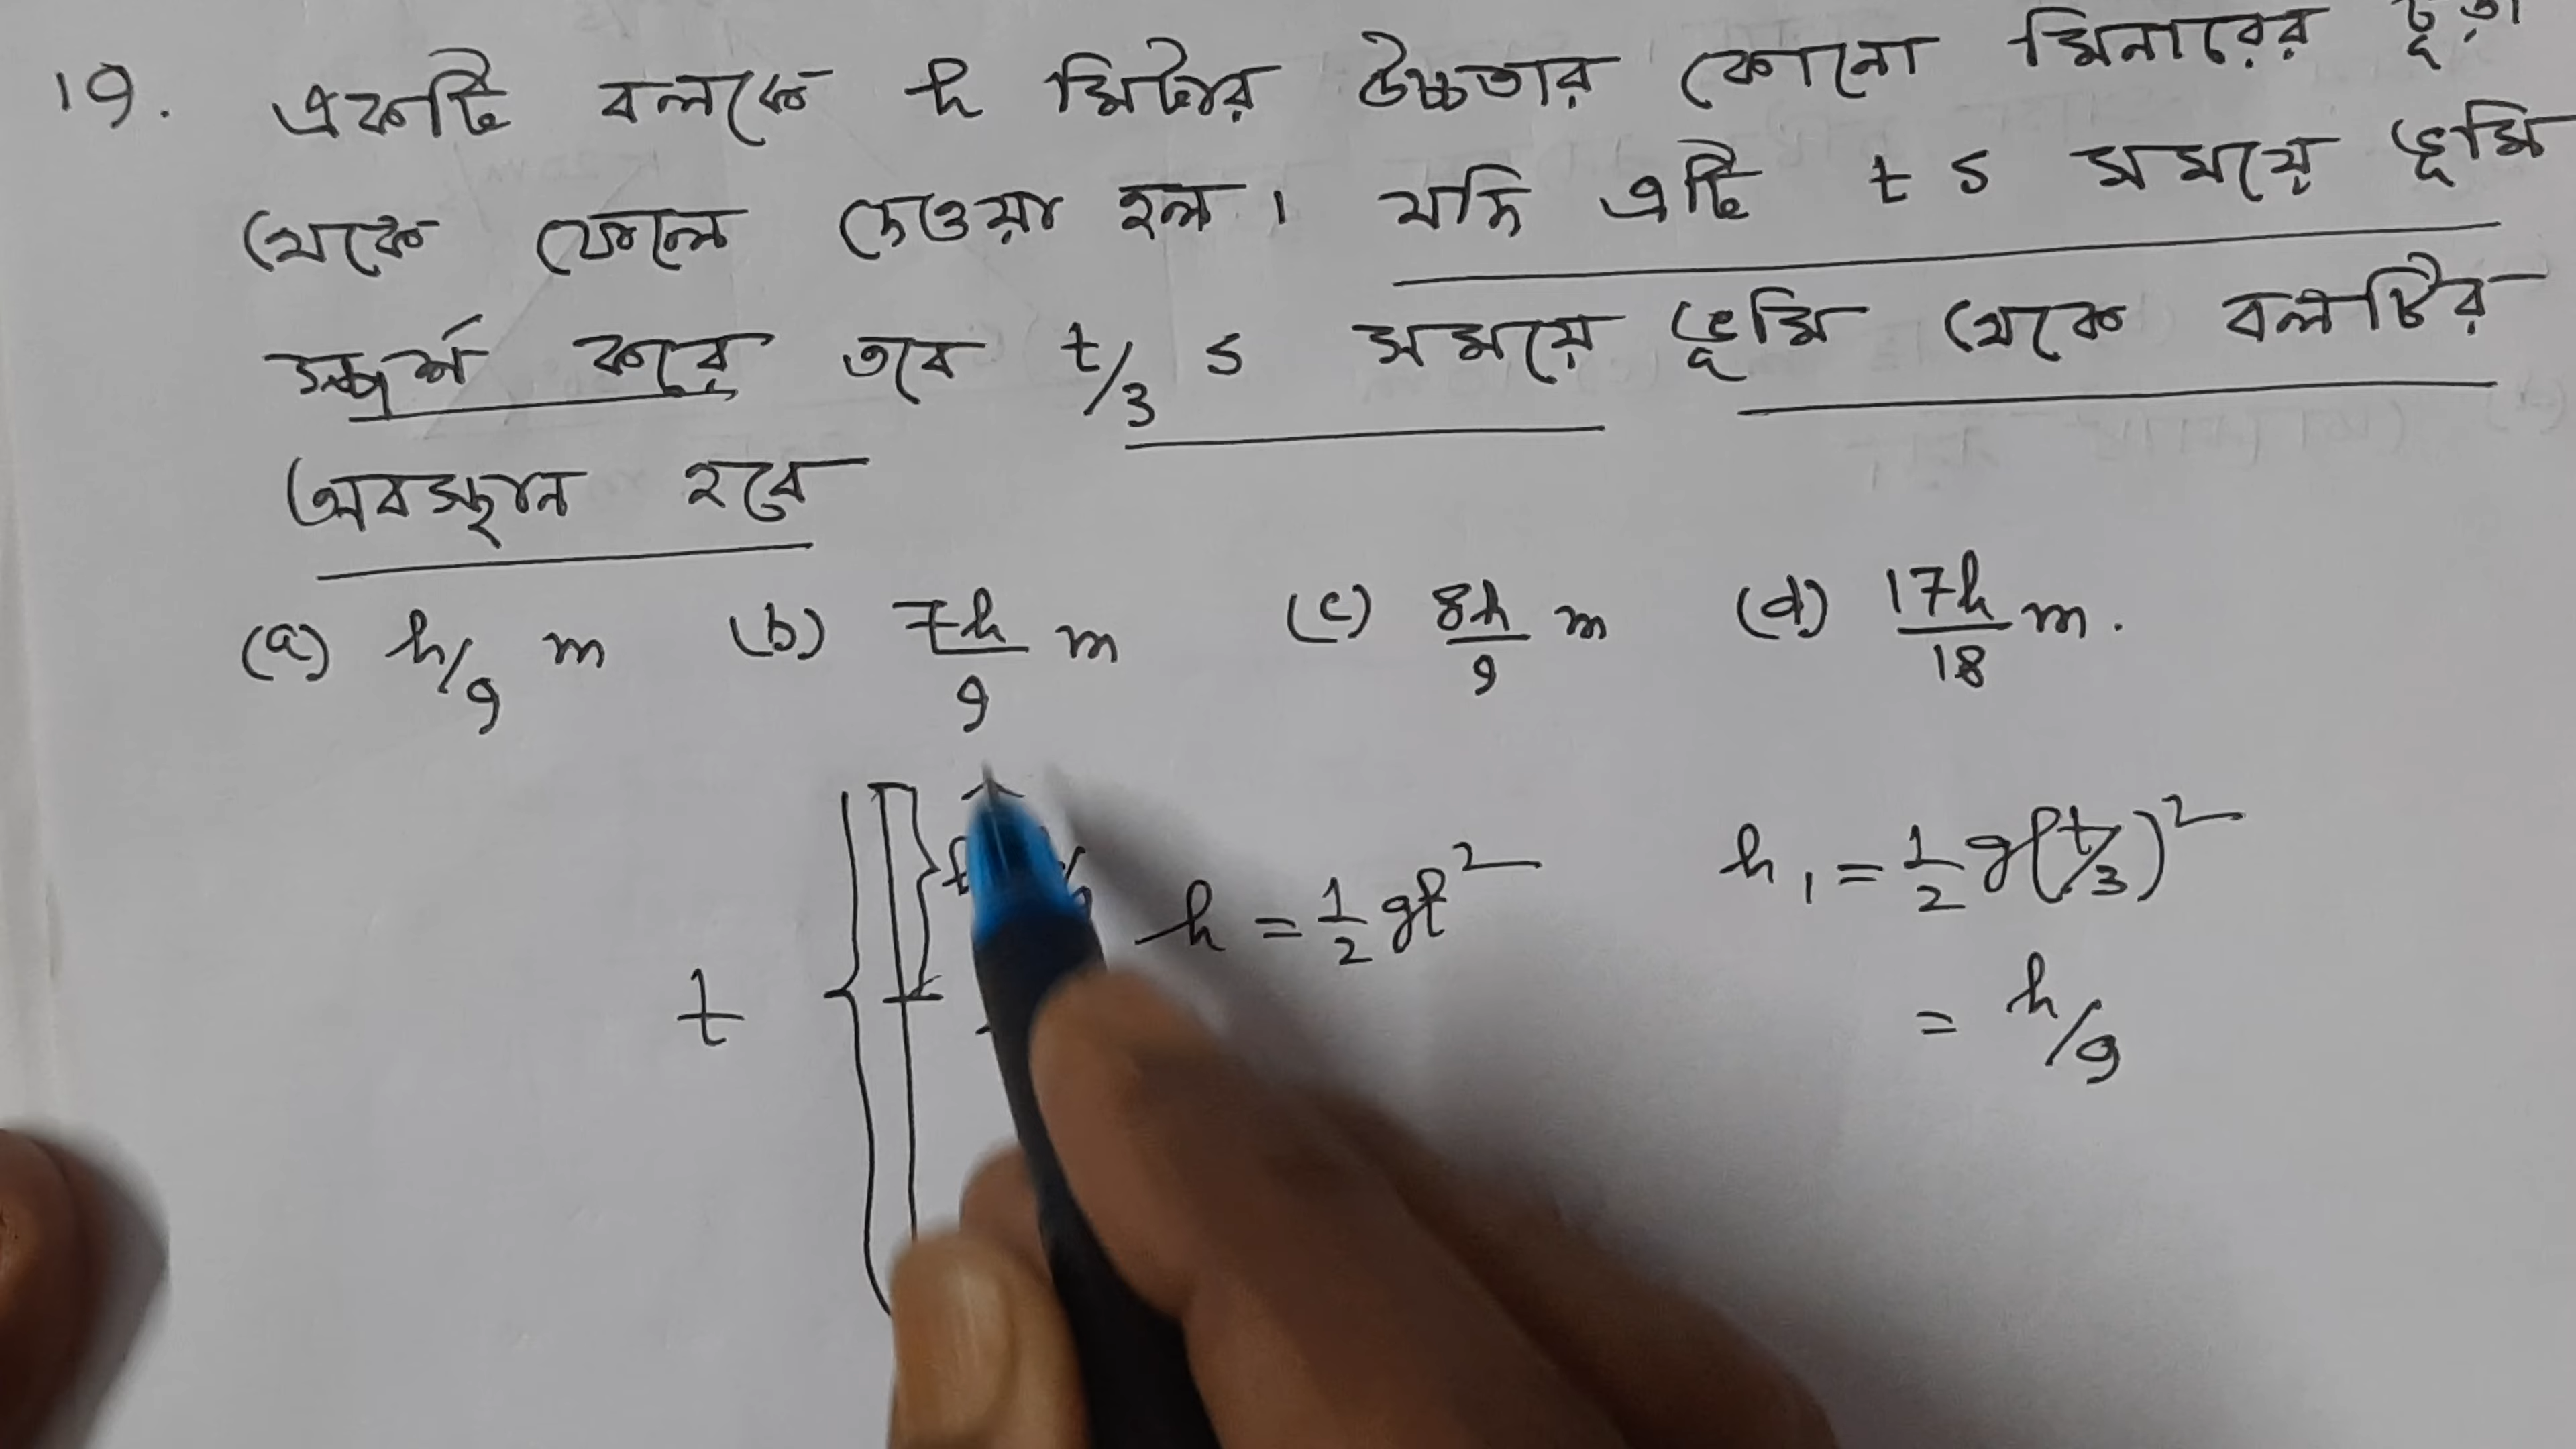 19. একটি বলকে h মিটার উচ্চতার কোনো মিনারের চূড়া
থেকে ফেলে দেওয়া হল। যদি এটি t s সময়ে ভূমি
স্পর্শ করে তবে t/3 s সময়ে ভূমি থেকে বলটির
অবস্থান হবে
(a) h/9 m (b) 7h/9 m (c) 8h/9 m (d) 17h/18 m.
t
h = 1/2 gt²
h₁ = 1/2 g(t/3)²
= h/9